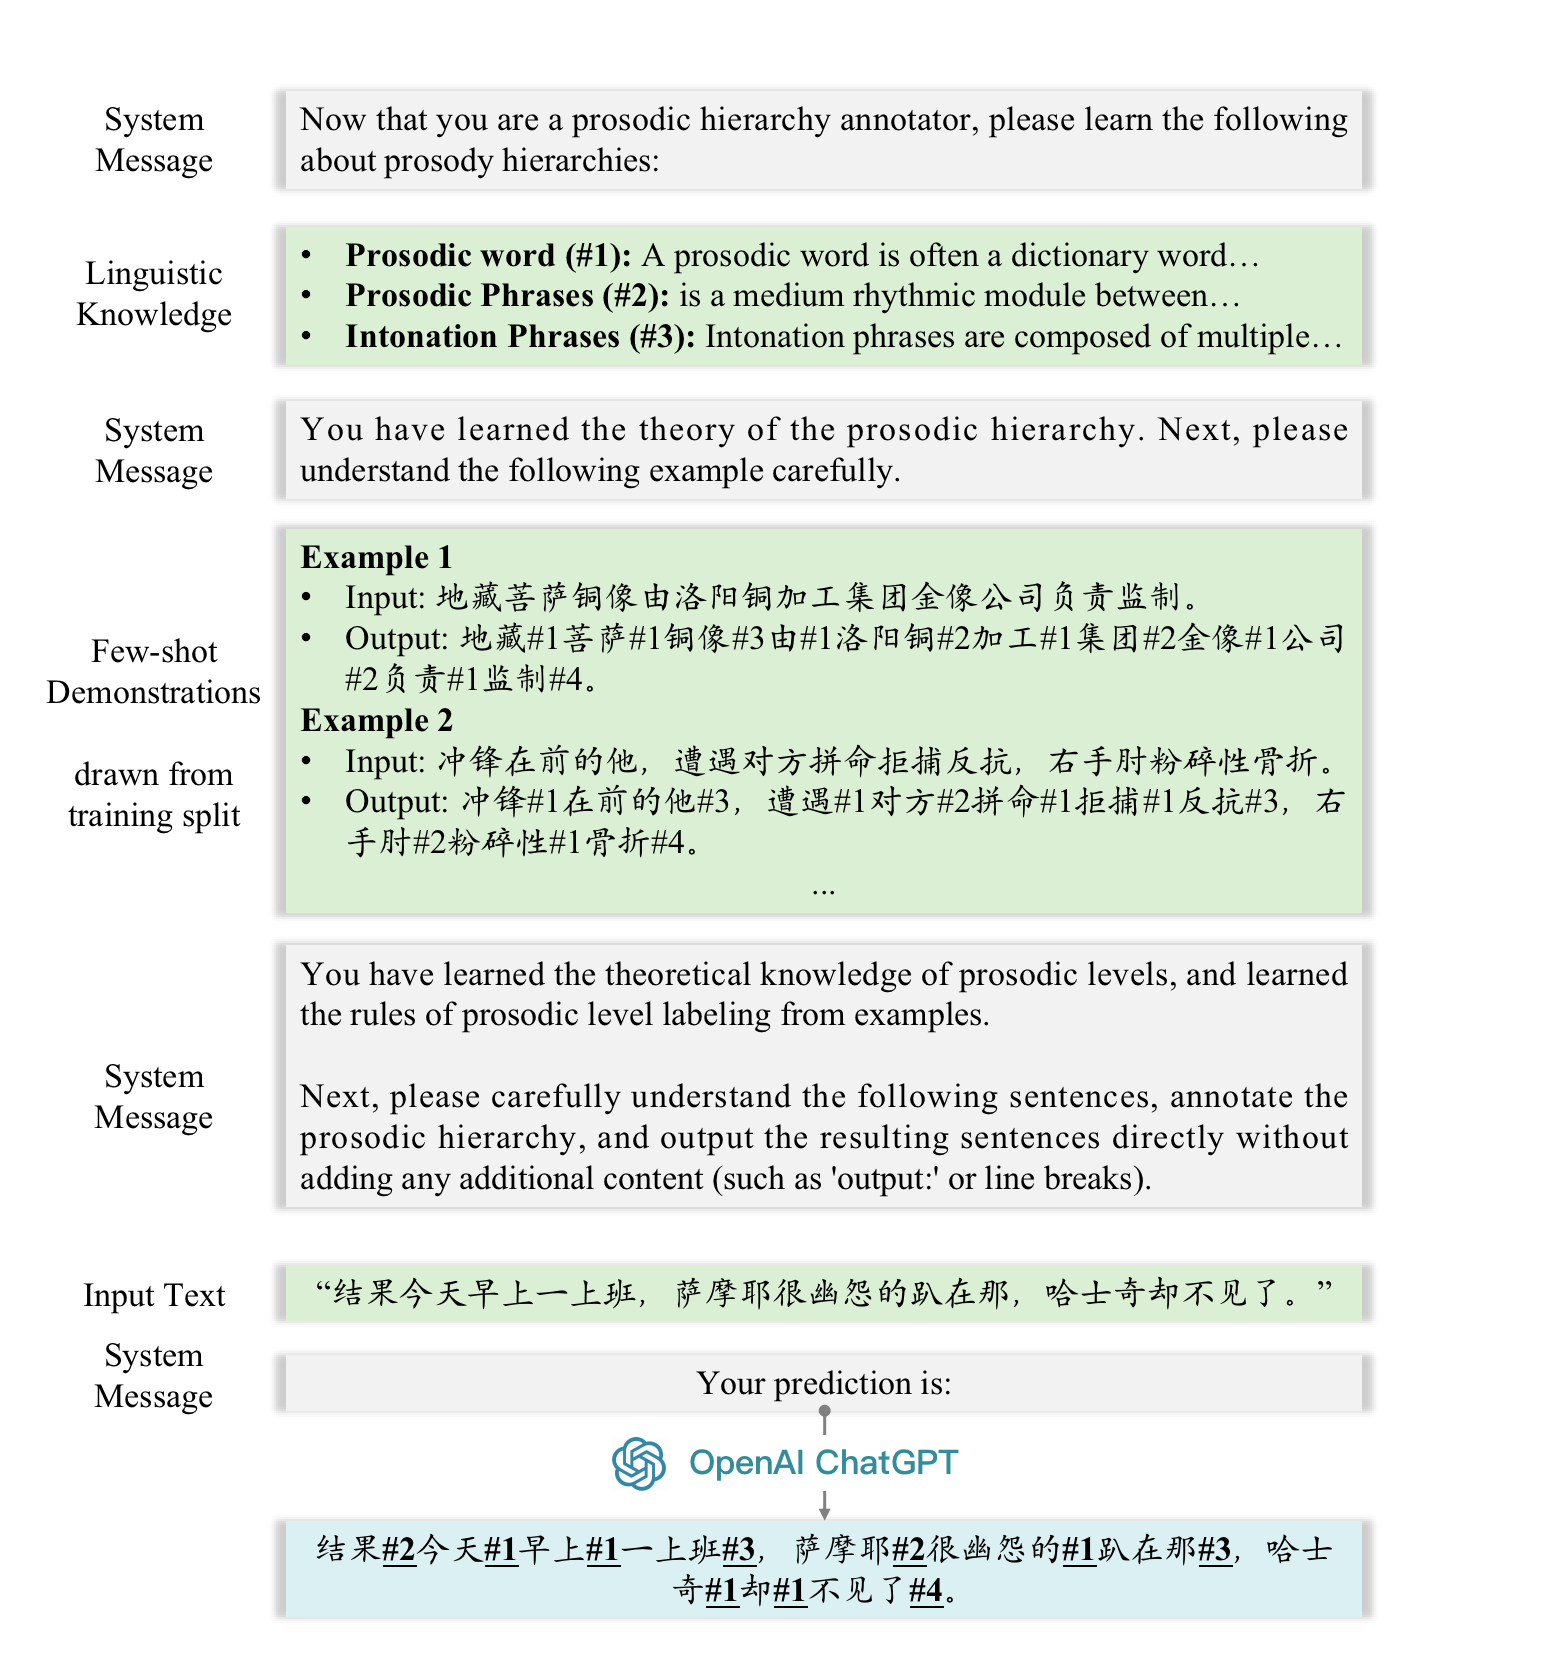 System
Message
Now that you are a prosodic hierarchy annotator, please learn the following
about prosody hierarchies:
Linguistic
Knowledge
• Prosodic word (#1): A prosodic word is often a dictionary word…
• Prosodic Phrases (#2): is a medium rhythmic module between…
• Intonation Phrases (#3): Intonation phrases are composed of multiple…
System
Message
You have learned the theory of the prosodic hierarchy. Next, please
understand the following example carefully.
Few-shot
Demonstrations
drawn from
training split
Example 1
• Input: 地藏菩萨铜像由洛阳铜加工集团金像公司负责监制。
• Output: 地藏#1菩萨#1铜像#3由#1洛阳铜#2加工#1集团#2金像#1公司
#2负责#1监制#4。
Example 2
• Input: 冲锋在前的他，遭遇对方拼命拒捕反抗，右手肘粉碎性骨折。
• Output: 冲锋#1在前的他#3，遭遇#1对方#2拼命#1拒捕#1反抗#3，右
手肘#2粉碎性#1骨折#4。
...
System
Message
You have learned the theoretical knowledge of prosodic levels, and learned
the rules of prosodic level labeling from examples.
Next, please carefully understand the following sentences, annotate the
prosodic hierarchy, and output the resulting sentences directly without
adding any additional content (such as 'output:' or line breaks).
Input Text
“结果今天早上一上班，萨摩耶很幽怨的趴在那，哈士奇却不见了。”
System
Message
Your prediction is:
OpenAI ChatGPT
结果#2今天#1早上#1一上班#3，萨摩耶#2很幽怨的#1趴在那#3，哈士
奇#1却#1不见了#4。